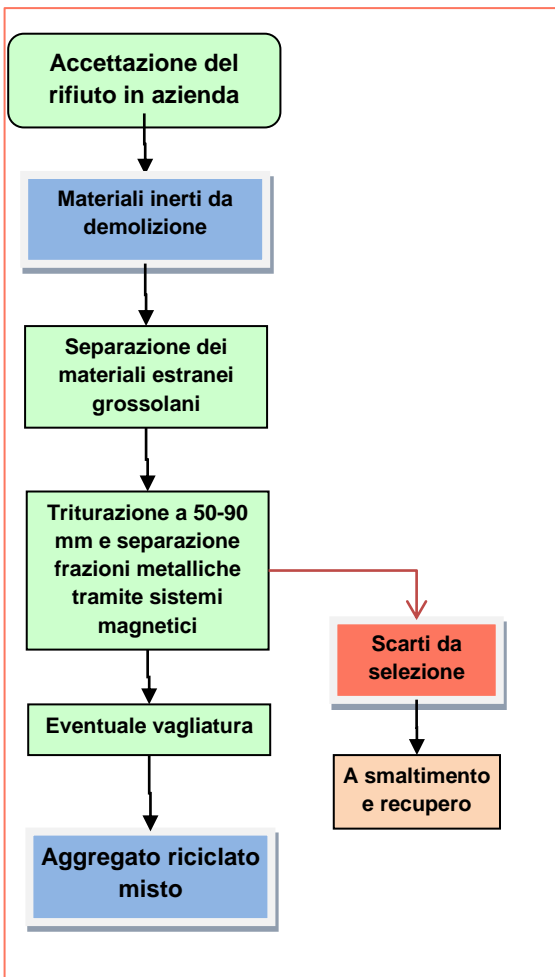 Accettazione del
rifiuto in azienda
Materiali inerti da
demolizione
Separazione dei
materiali estranei
grossolani
Triturazione a 50-90
mm e separazione
frazioni metalliche
tramite sistemi
magnetici
Scarti da
selezione
Eventuale vagliatura
A smaltimento
e recupero
Aggregato riciclato
misto